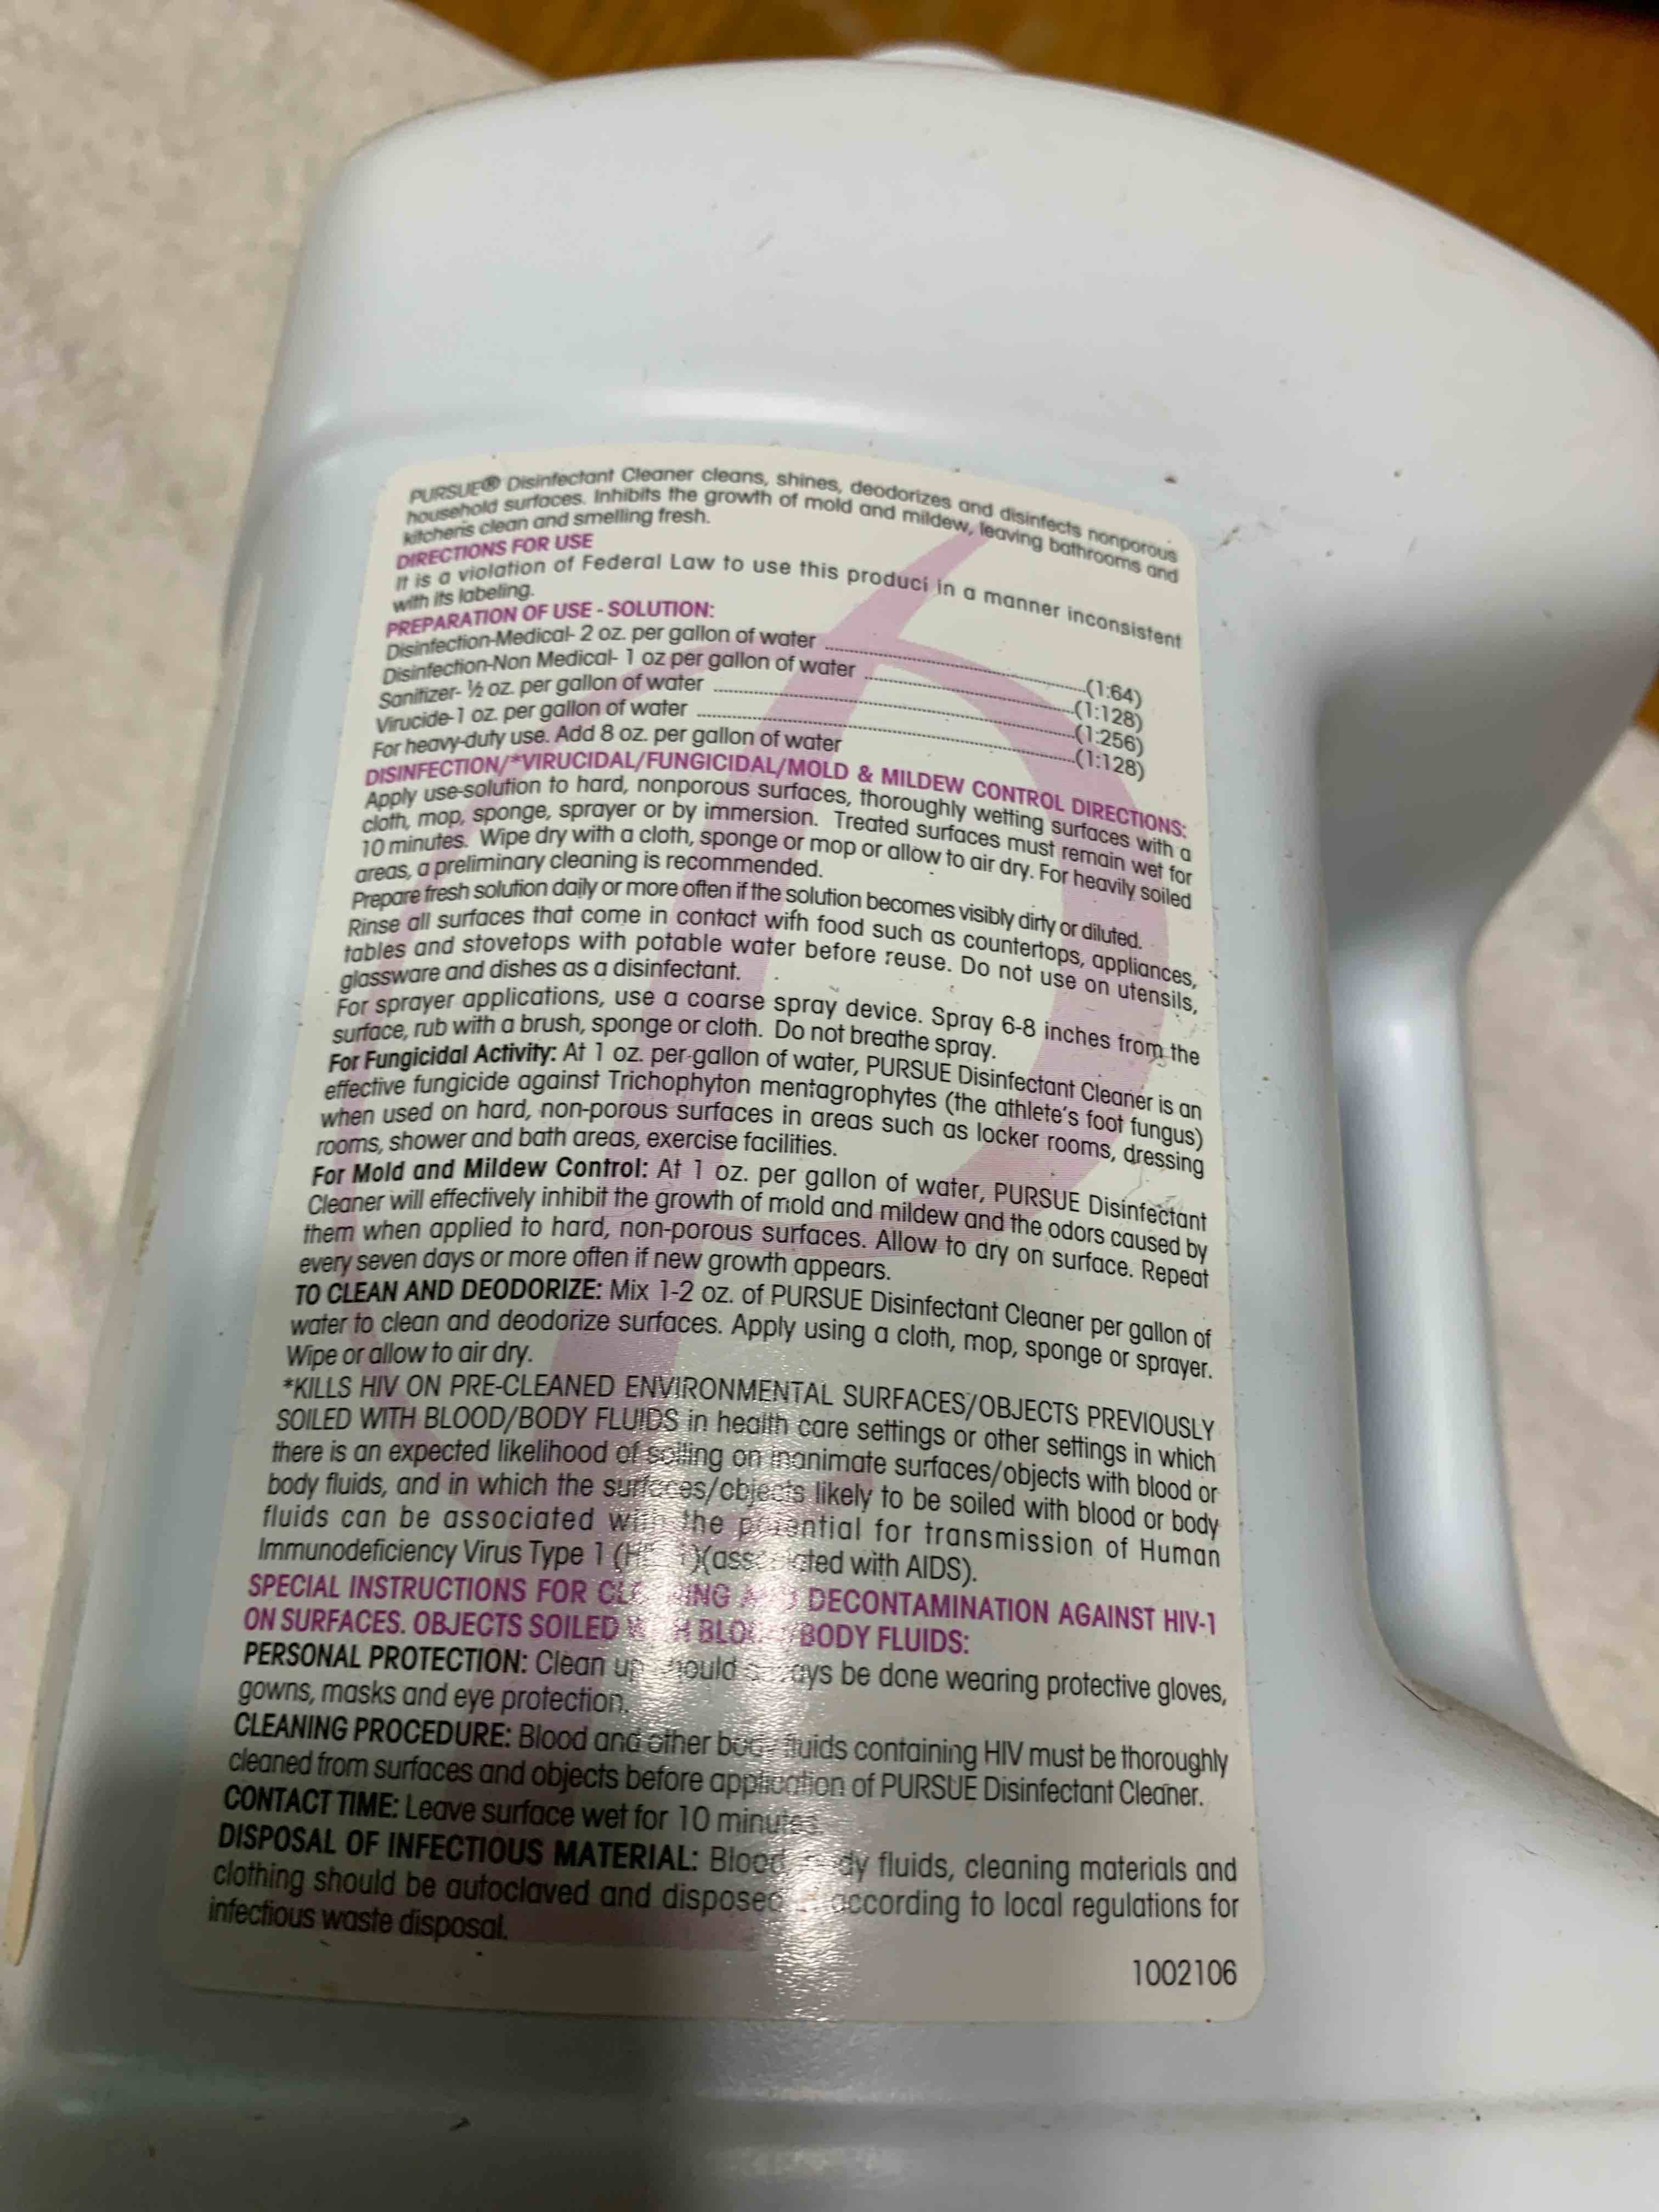 PURSUE® Disinfectant Cleaner cleans, shines, deodorizes and disinfects nonporous
household surfaces. Inhibits the growth of mold and mildew, leaving bathrooms and
kitchens clean and smelling fresh.
DIRECTIONS FOR USE
It is a violation of Federal Law to use this product in a manner inconsistent
with its labeling.
PREPARATION OF USE - SOLUTION:
Disinfection-Medical- 2 oz. per gallon of water ........ (1:64)
Disinfection-Non Medical- 1 oz per gallon of water ........ (1:128)
Sanitizer- ½ oz. per gallon of water ........ (1:256)
Virucide-1 oz. per gallon of water ........ (1:128)
For heavy-duty use. Add 8 oz. per gallon of water
DISINFECTION/*VIRUCIDAL/FUNGICIDAL/MOLD & MILDEW CONTROL DIRECTIONS:
Apply use-solution to hard, nonporous surfaces, thoroughly wetting surfaces with a
cloth, mop, sponge, sprayer or by immersion. Treated surfaces must remain wet for
10 minutes. Wipe dry with a cloth, sponge or mop or allow to air dry. For heavily soiled
areas, a preliminary cleaning is recommended.
Prepare fresh solution daily or more often if the solution becomes visibly dirty or diluted.
Rinse all surfaces that come in contact with food such as countertops, appliances,
tables and stovetops with potable water before reuse. Do not use on utensils,
glassware and dishes as a disinfectant.
For sprayer applications, use a coarse spray device. Spray 6-8 inches from the
surface, rub with a brush, sponge or cloth. Do not breathe spray.
For Fungicidal Activity: At 1 oz. per gallon of water, PURSUE Disinfectant Cleaner is an
effective fungicide against Trichophyton mentagrophytes (the athlete's foot fungus)
when used on hard, non-porous surfaces in areas such as locker rooms, dressing
rooms, shower and bath areas, exercise facilities.
For Mold and Mildew Control: At 1 oz. per gallon of water, PURSUE Disinfectant
Cleaner will effectively inhibit the growth of mold and mildew and the odors caused by
them when applied to hard, non-porous surfaces. Allow to dry on surface. Repeat
every seven days or more often if new growth appears.
TO CLEAN AND DEODORIZE: Mix 1-2 oz. of PURSUE Disinfectant Cleaner per gallon of
water to clean and deodorize surfaces. Apply using a cloth, mop, sponge or sprayer.
Wipe or allow to air dry.
*KILLS HIV ON PRE-CLEANED ENVIRONMENTAL SURFACES/OBJECTS PREVIOUSLY
SOILED WITH BLOOD/BODY FLUIDS in health care settings or other settings in which
there is an expected likelihood of soiling on inanimate surfaces/objects with blood or
body fluids, and in which the surfaces/objects likely to be soiled with blood or body
fluids can be associated with the potential for transmission of Human
Immunodeficiency Virus Type 1 (associated with AIDS).
SPECIAL INSTRUCTIONS FOR CLEANING AND DECONTAMINATION AGAINST HIV-1
ON SURFACES. OBJECTS SOILED WITH BLOOD/BODY FLUIDS:
PERSONAL PROTECTION: Clean up should always be done wearing protective gloves,
gowns, masks and eye protection.
CLEANING PROCEDURE: Blood and other body fluids containing HIV must be thoroughly
cleaned from surfaces and objects before application of PURSUE Disinfectant Cleaner.
CONTACT TIME: Leave surface wet for 10 minutes.
DISPOSAL OF INFECTIOUS MATERIAL: Blood, body fluids, cleaning materials and
clothing should be autoclaved and disposed according to local regulations for
infectious waste disposal.
1002106